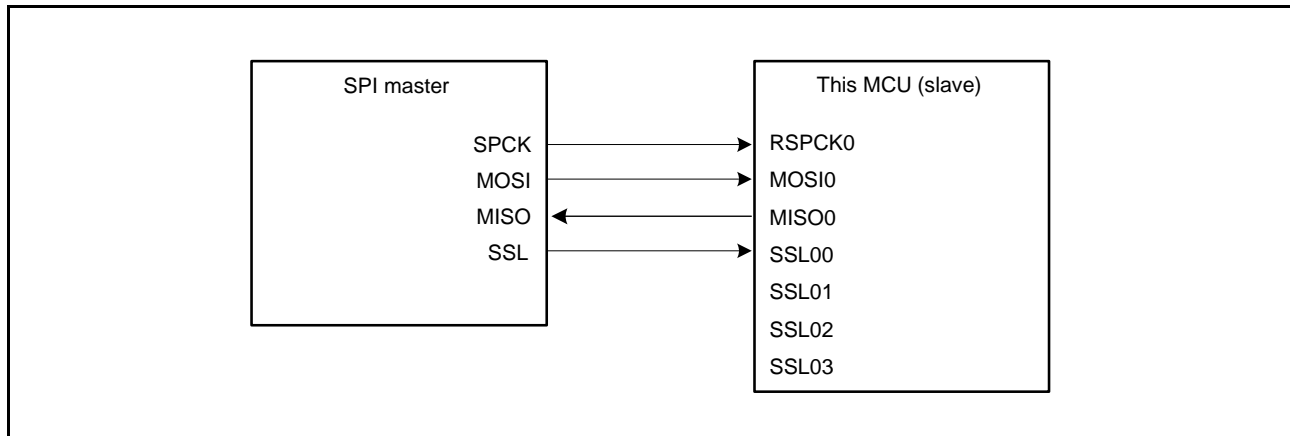 SPI master
SPCK
MOSI
MISO
SSL
This MCU (slave)
RSPCK0
MOSI0
MISO0
SSL00
SSL01
SSL02
SSL03